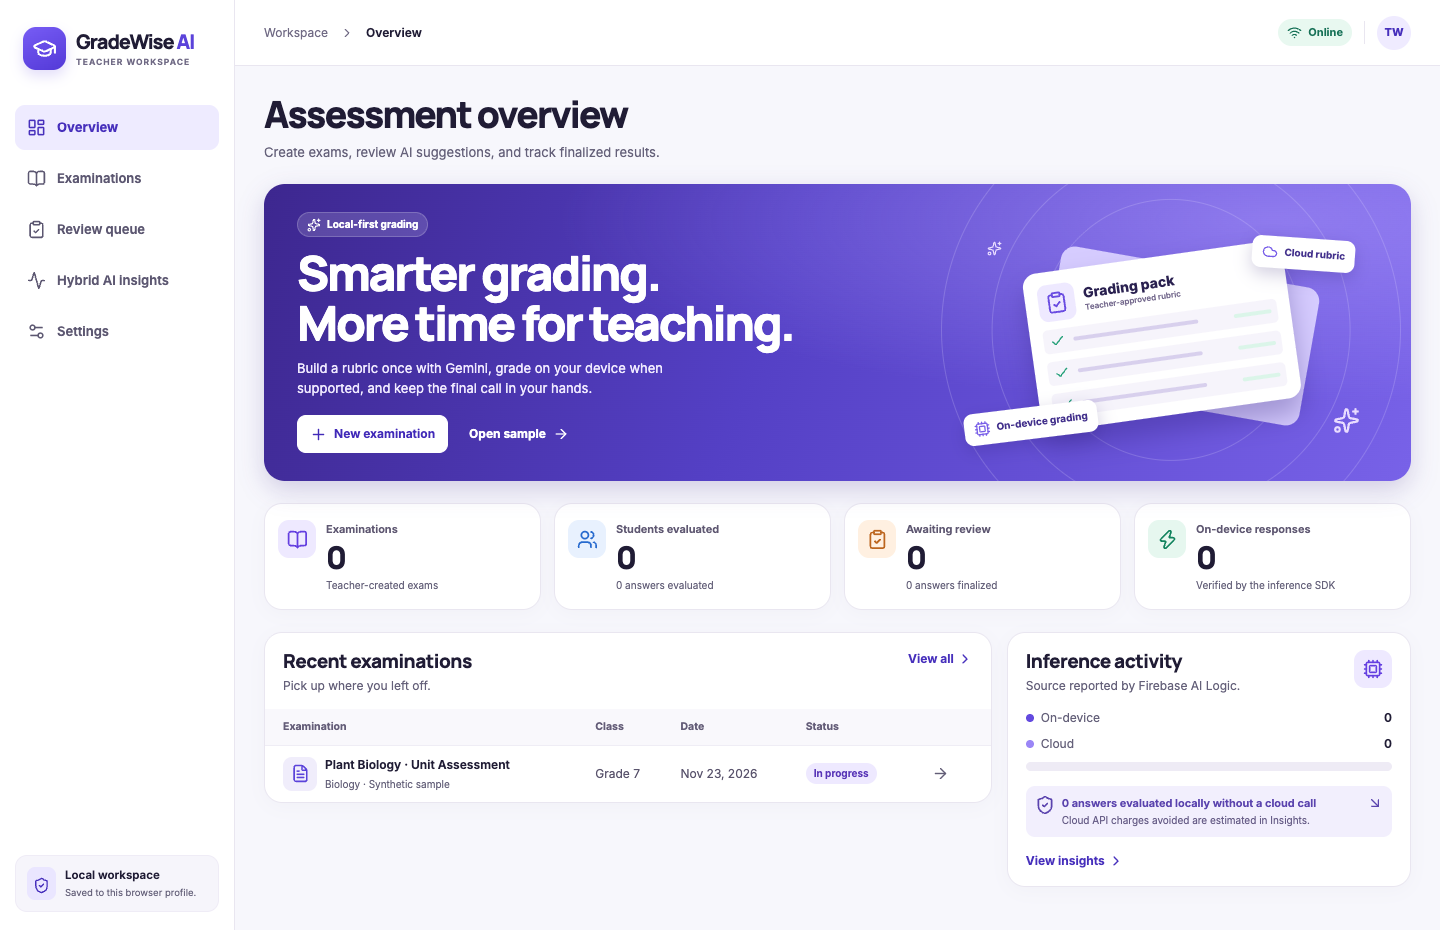 GradeWise AI
TEACHER WORKSPACE
Overview
Examinations
Review queue
Hybrid AI insights
Settings
Local workspace
Saved to this browser profile.
Workspace
Overview
Online
TW
Assessment overview
Create exams, review AI suggestions, and track finalized results.
Local-first grading
Smarter grading.
More time for teaching.
Build a rubric once with Gemini, grade on your device when
supported, and keep the final call in your hands.
New examination
Open sample
Cloud rubric
Grading pack
Teacher-approved rubric
On-device grading
Examinations
0
Teacher-created exams
Students evaluated
0
0 answers evaluated
Awaiting review
0
0 answers finalized
On-device responses
0
Verified by the inference SDK
Recent examinations
View all
Pick up where you left off.
Examination Class Date Status
Plant Biology · Unit Assessment
Biology · Synthetic sample
Grade 7
Nov 23, 2026
In progress
Inference activity
Source reported by Firebase AI Logic.
On-device 0
Cloud 0
0 answers evaluated locally without a cloud call
Cloud API charges avoided are estimated in Insights.
View insights